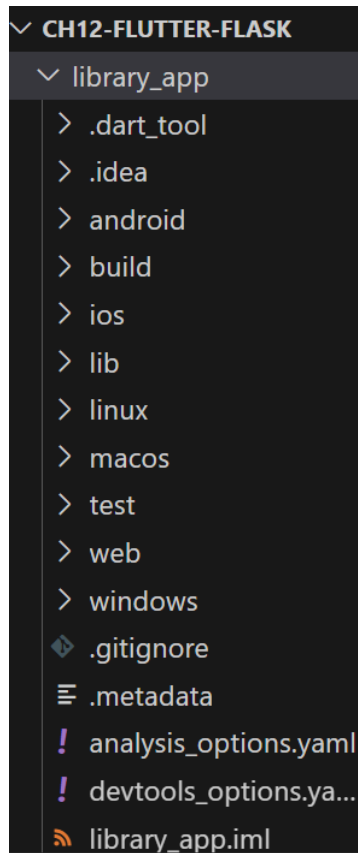 CH12-FLUTTER-FLASK
library_app
.dart_tool
.idea
android
build
ios
lib
linux
macos
test
web
windows
.gitignore
.metadata
! analysis_options.yaml
! devtools_options.ya...
library_app.iml